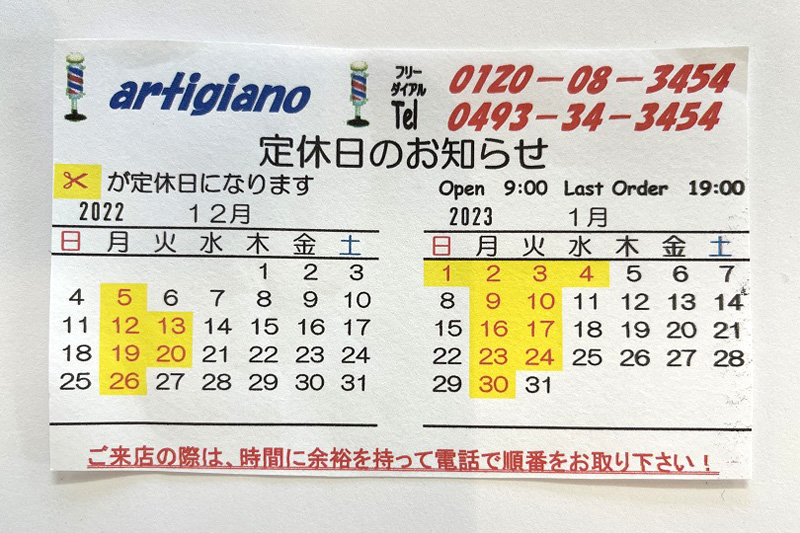 artigiano
フリーダイアル 0120-08-3454
Tel 0493-34-3454
定休日のお知らせ
が定休日になります
Open 9:00 Last Order 19:00
2022 12月
日 月 火 水 木 金 土
1 2 3
4 5 6 7 8 9 10
11 12 13 14 15 16 17
18 19 20 21 22 23 24
25 26 27 28 29 30 31
2023 1月
日 月 火 水 木 金 土
1 2 3 4 5 6 7
8 9 10 11 12 13 14
15 16 17 18 19 20 21
22 23 24 25 26 27 28
29 30 31
ご来店の際は、時間に余裕を持って電話で順番をお取り下さい！